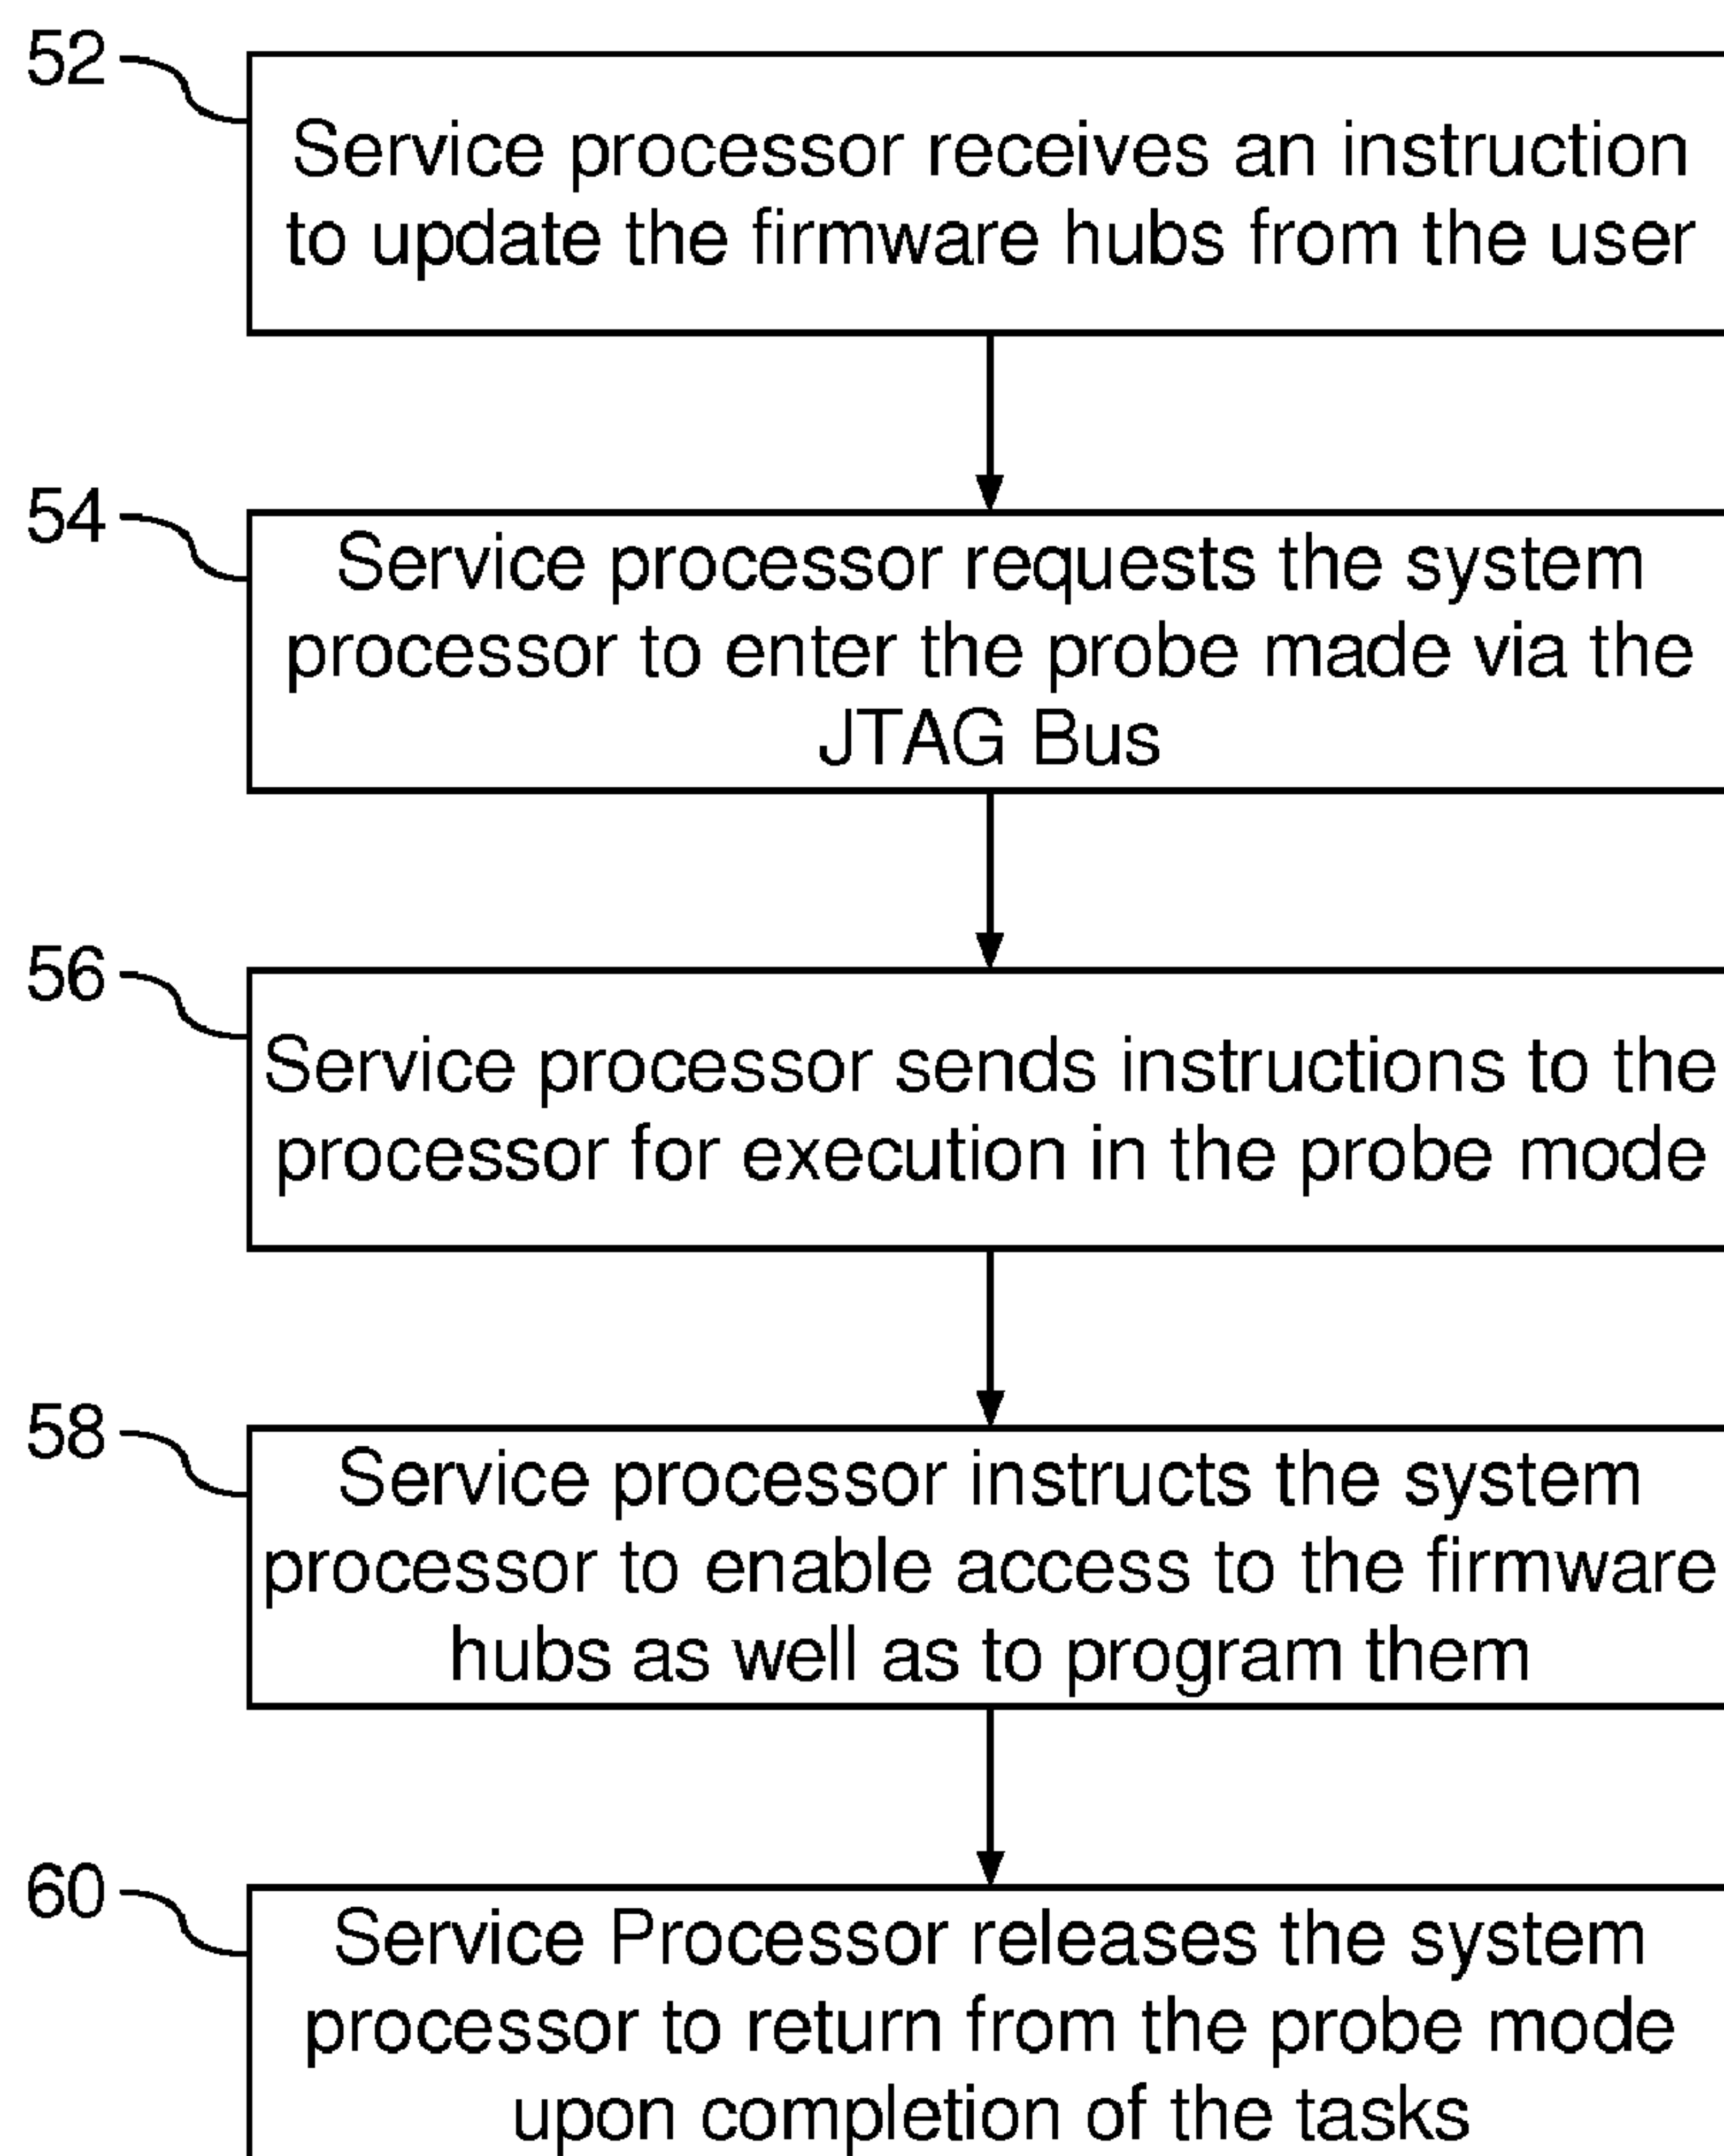 52
Service processor receives an instruction
to update the firmware hubs from the user
54
Service processor requests the system
processor to enter the probe made via the
JTAG Bus
56
Service processor sends instructions to the
processor for execution in the probe mode
58
Service processor instructs the system
processor to enable access to the firmware
hubs as well as to program them
60
Service Processor releases the system
processor to return from the probe mode
upon completion of the tasks